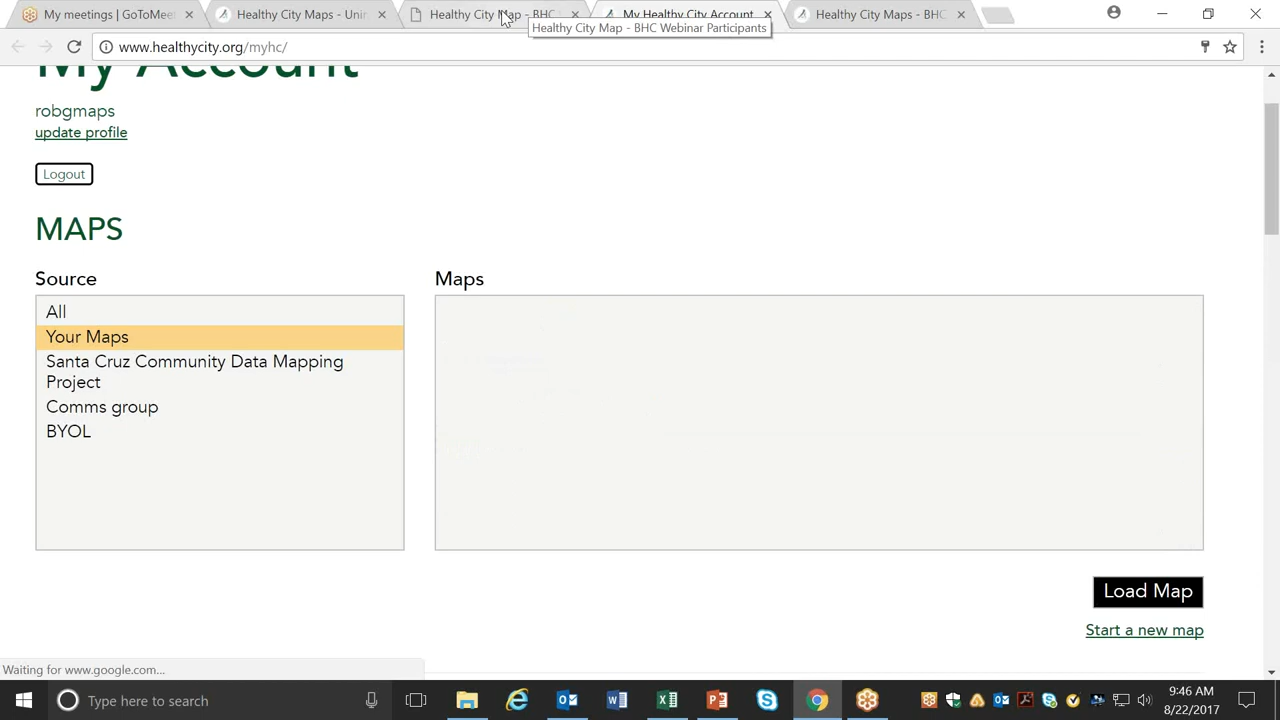 My meetings | GoToMee
Healthy City Maps - Unin
Healthy City Map - BHC
My Healthy City Account
Healthy City Maps - BHC
Healthy City Map - BHC Webinar Participants
www.healthycity.org/myhc/
My Account
robgmaps
update profile
Logout
MAPS
Source
Maps
All
Your Maps
Santa Cruz Community Data Mapping
Project
Comms group
BYOL
Load Map
Start a new map
Waiting for www.google.com...
Type here to search
9:46 AM
8/22/2017